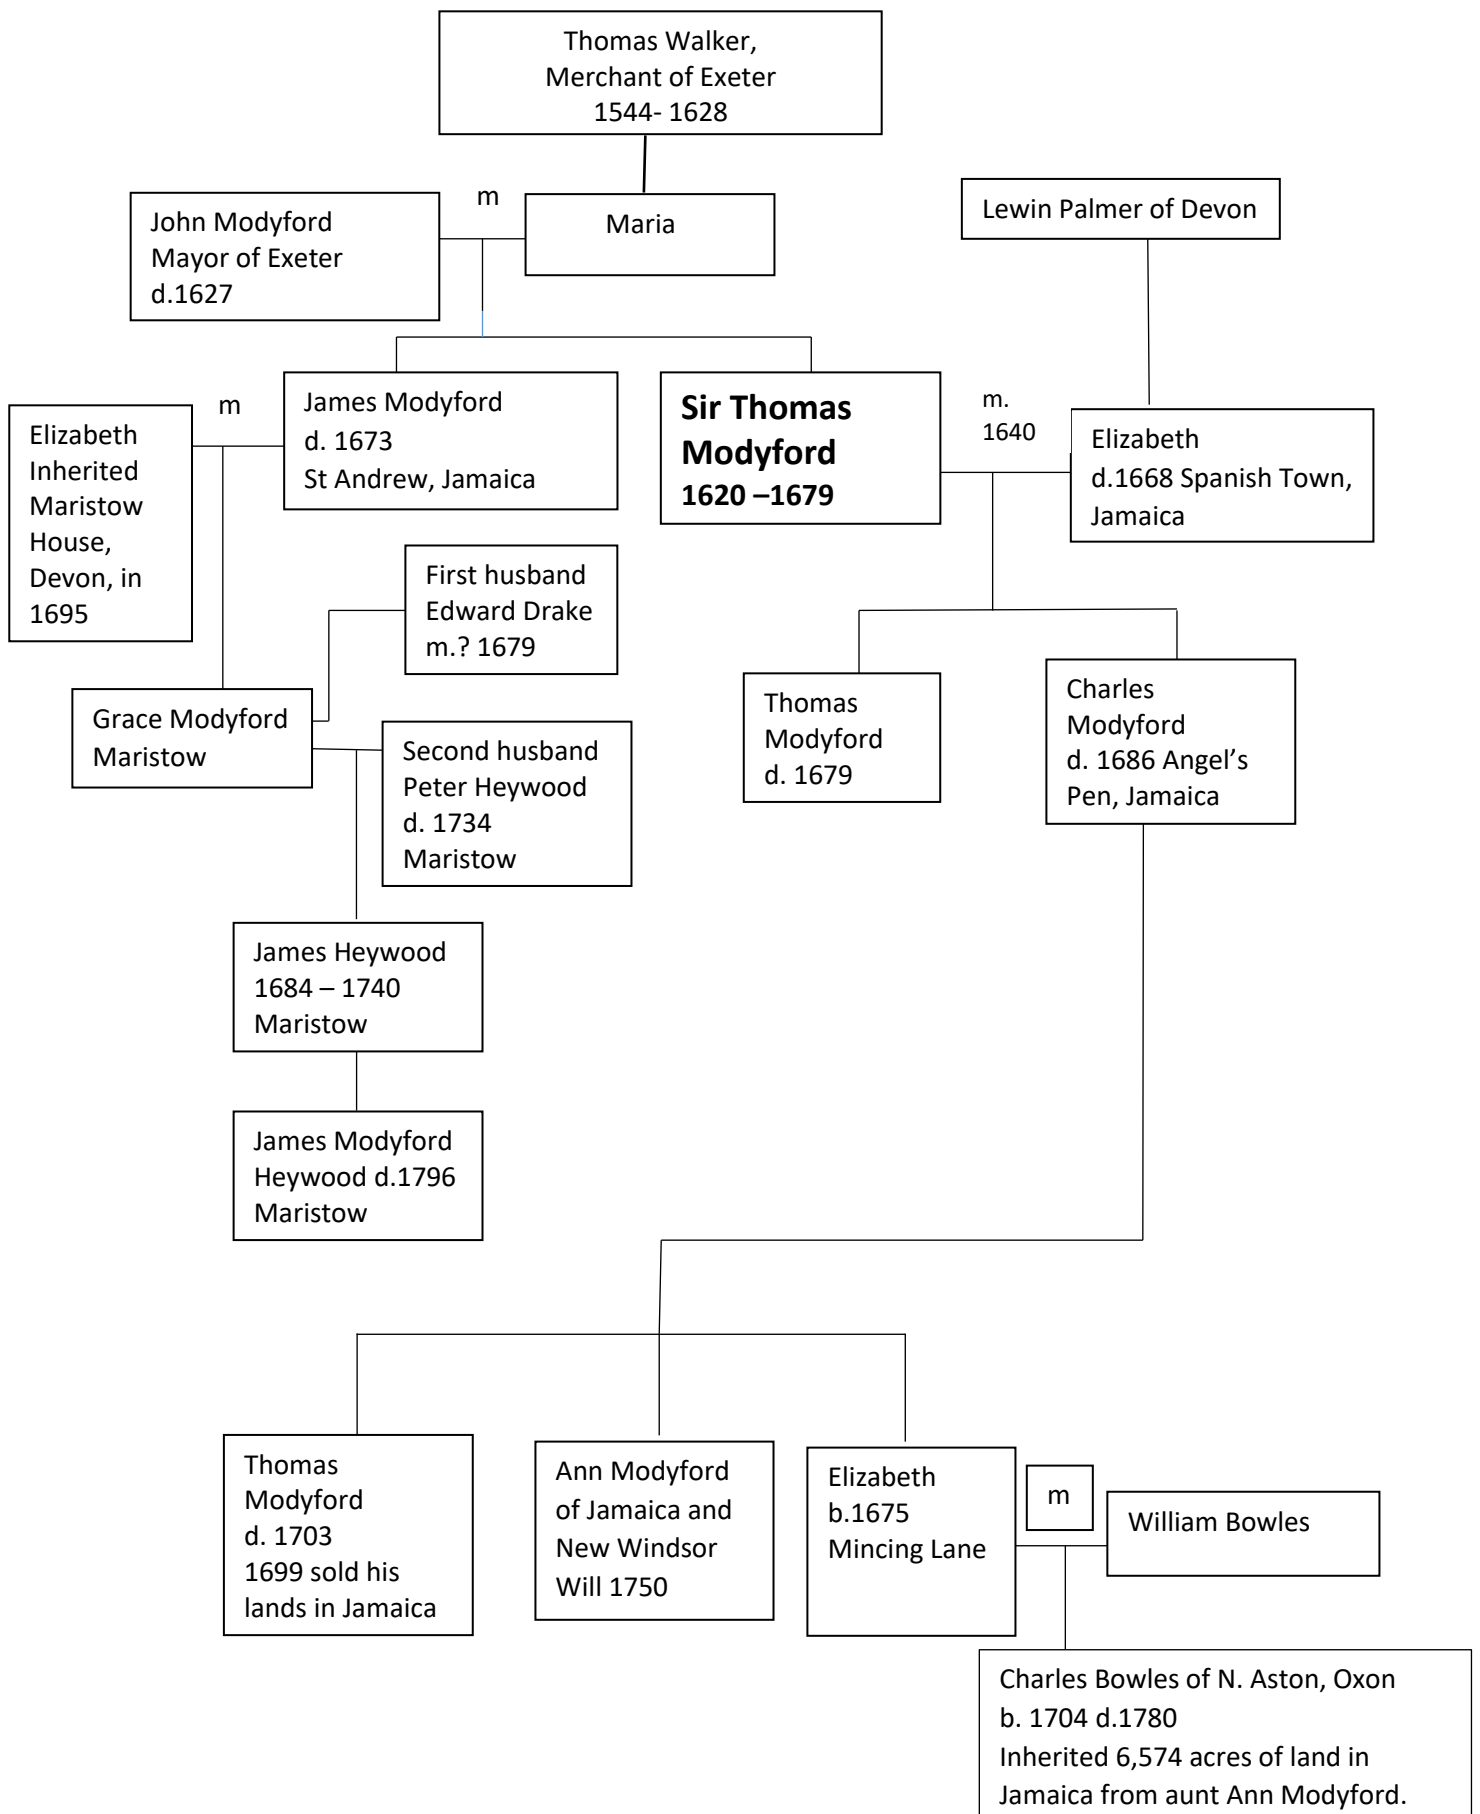 Thomas Walker,
Merchant of Exeter
1544- 1628
m
John Modyford
Mayor of Exeter
d.1627
Maria
Lewin Palmer of Devon
Elizabeth
Inherited
Maristow
House,
Devon, in
1695
m
James Modyford
d. 1673
St Andrew, Jamaica
Sir Thomas
Modyford
1620 –1679
m.
1640
Elizabeth
d.1668 Spanish Town,
Jamaica
First husband
Edward Drake
m.? 1679
Grace Modyford
Maristow
Second husband
Peter Heywood
d. 1734
Maristow
Thomas
Modyford
d. 1679
Charles
Modyford
d. 1686 Angel’s
Pen, Jamaica
James Heywood
1684 – 1740
Maristow
James Modyford
Heywood d.1796
Maristow
Thomas
Modyford
d. 1703
1699 sold his
lands in Jamaica
Ann Modyford
of Jamaica and
New Windsor
Will 1750
Elizabeth
b.1675
Mincing Lane
m
William Bowles
Charles Bowles of N. Aston, Oxon
b. 1704 d.1780
Inherited 6,574 acres of land in
Jamaica from aunt Ann Modyford.